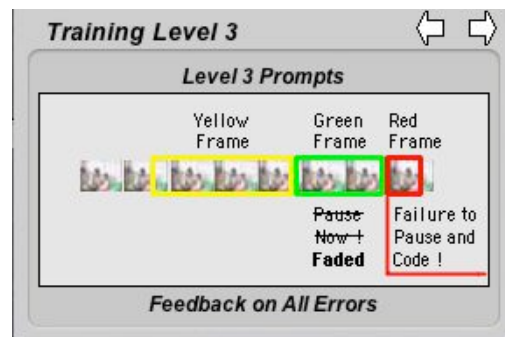 Training Level 3
Level 3 Prompts
Yellow Frame
Green Frame
Red Frame
Pause Now ! Faded
Failure to Pause and Code !
Feedback on All Errors